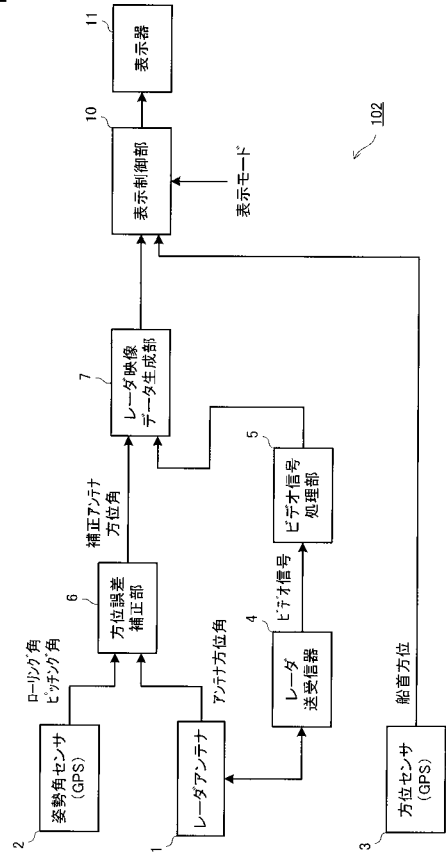 2
姿勢角センサ
(GPS)
ローリング角
ピッチング角
1
レーダアンテナ
アンテナ方位角
6
方位誤差
補正部
補正アンテナ
方位角
4
レーダ
送受信器
ビデオ信号
5
ビデオ信号
処理部
7
レーダ映像
データ生成部
3
方位センサ
(GPS)
船首方位
10
表示制御部
表示モード
11
表示器
102